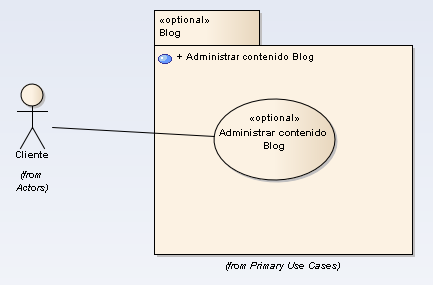 «optional»
Blog
+ Administrar contenido Blog
«optional»
Administrar contenido
Blog
Cliente
(from
Actors)
(from Primary Use Cases)